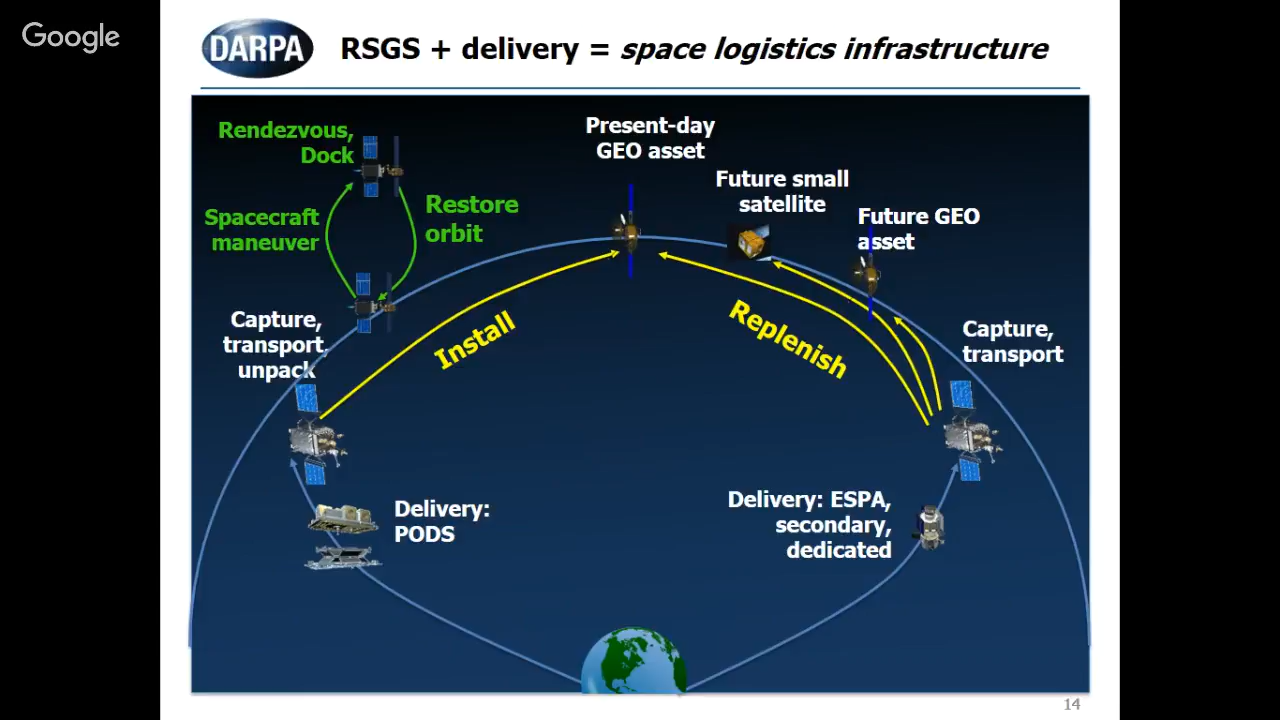 Google
DARPA
RSGS + delivery = space logistics infrastructure
Rendezvous,
Dock
Spacecraft
maneuver
Restore
orbit
Capture,
transport,
unpack
Install
Delivery:
PODS
Present-day
GEO asset
Future small
satellite
Future GEO
asset
Replenish
Capture,
transport
Delivery: ESPA,
secondary,
dedicated
14